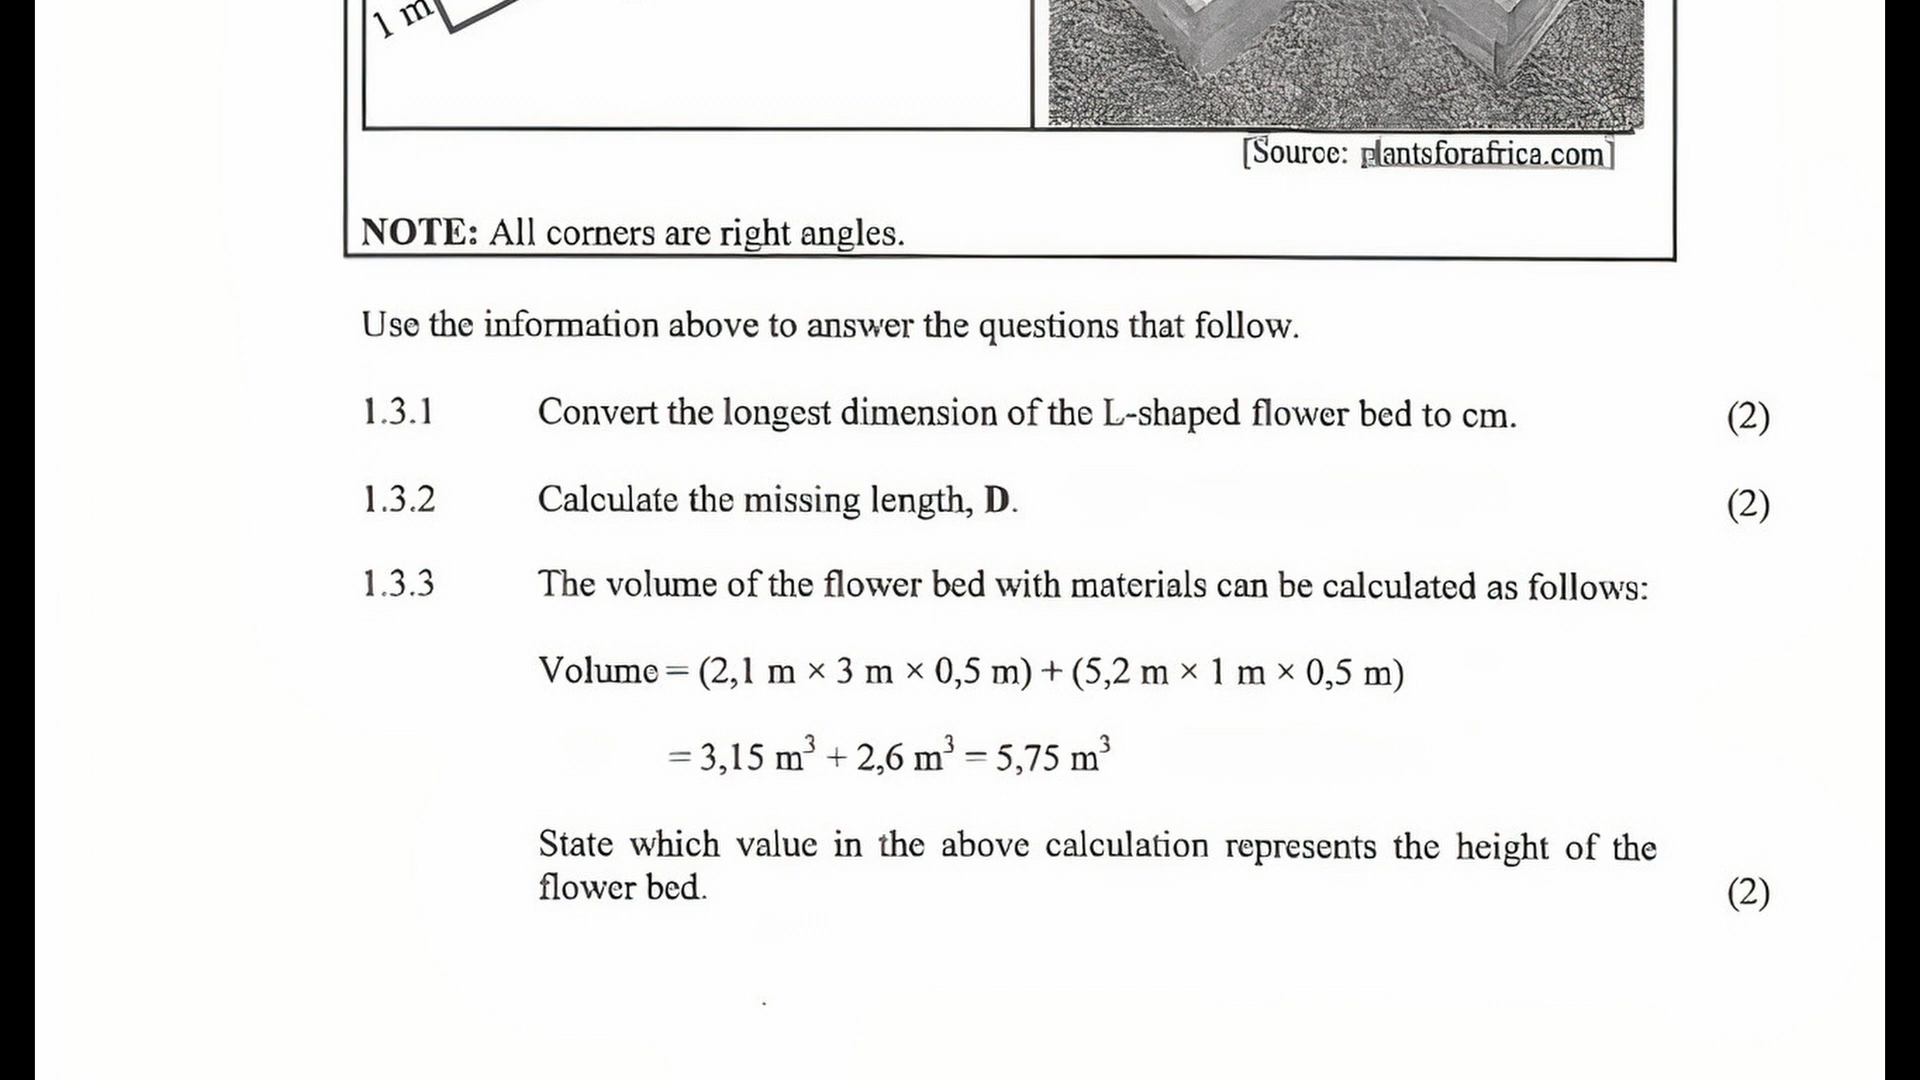 1 m
[Source: plantsforafrica.com]
NOTE: All corners are right angles.
Use the information above to answer the questions that follow.
1.3.1 Convert the longest dimension of the L-shaped flower bed to cm. (2)
1.3.2 Calculate the missing length, D. (2)
1.3.3 The volume of the flower bed with materials can be calculated as follows:
Volume = (2,1 m × 3 m × 0,5 m) + (5,2 m × 1 m × 0,5 m)
= 3,15 m³ + 2,6 m³ = 5,75 m³
State which value in the above calculation represents the height of the
flower bed. (2)